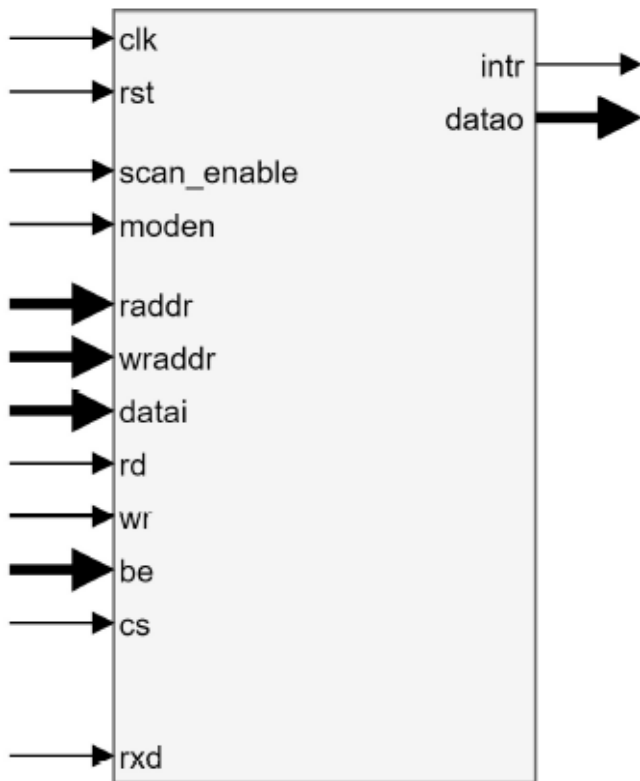 clk
rst
scan_enable
moden
raddr
wraddr
datai
rd
wr
be
cs
rxd
intr
datao